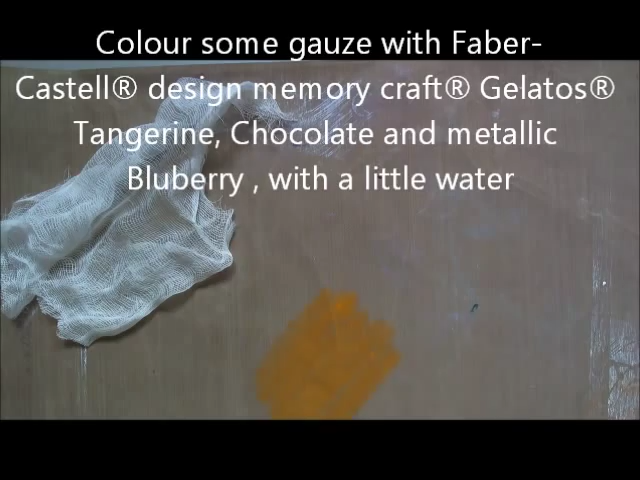 Colour some gauze with Faber-
Castell® design memory craft® Gelatos®
Tangerine, Chocolate and metallic
Bluberry , with a little water